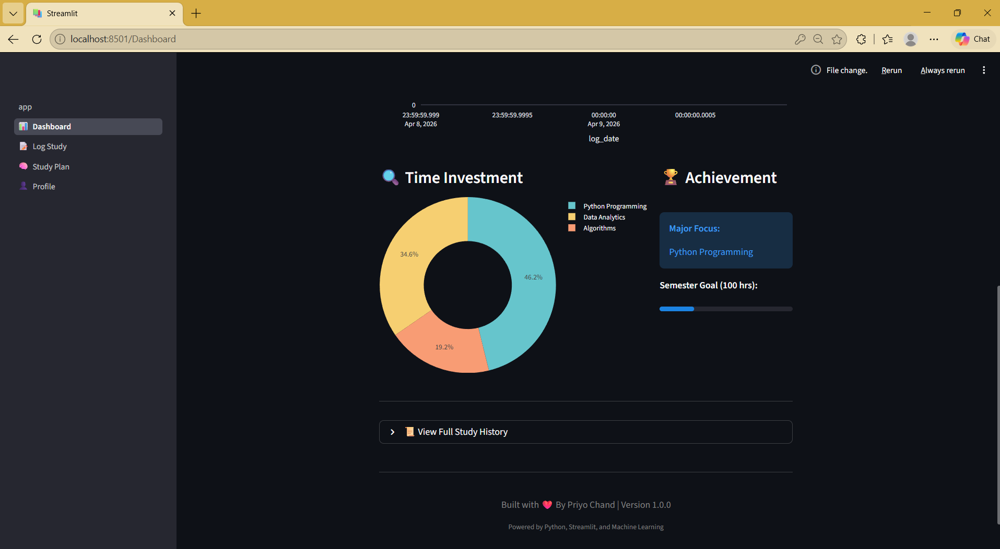 Streamlit
localhost:8501/Dashboard
Chat
File change.
Rerun
Always rerun
app
Dashboard
Log Study
Study Plan
Profile
0
23:59:59.999
Apr 8, 2026
23:59:59.9995
00:00:00
Apr 9, 2026
00:00:00.0005
log_date
Time Investment
Python Programming
Data Analytics
Algorithms
34.6%
46.2%
19.2%
Achievement
Major Focus:
Python Programming
Semester Goal (100 hrs):
View Full Study History
Built with ❤️ By Priyo Chand | Version 1.0.0
Powered by Python, Streamlit, and Machine Learning